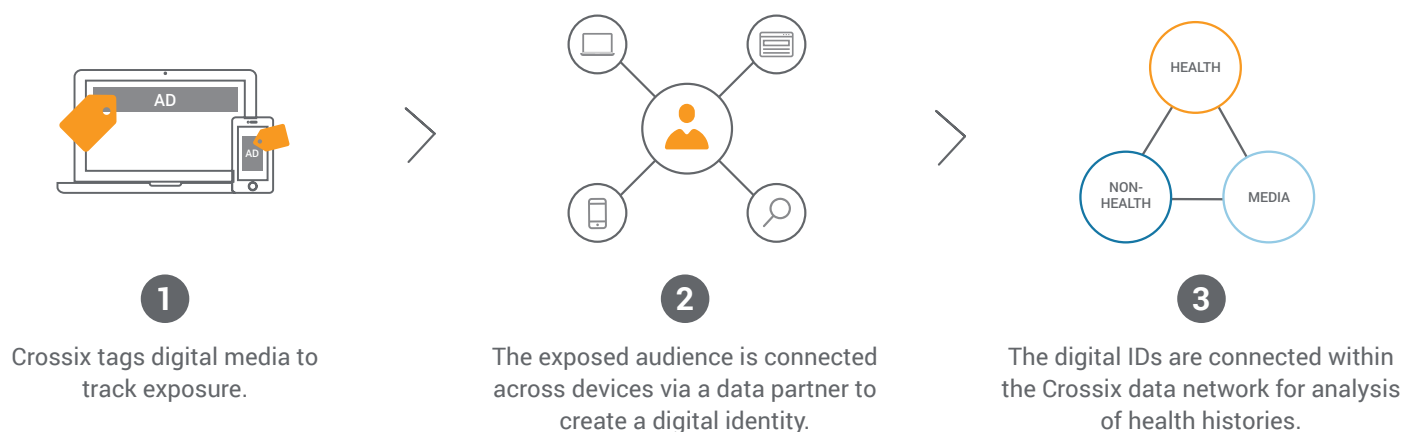 AD
AD
HEALTH
NON-
HEALTH
MEDIA
1
Crossix tags digital media to
track exposure.
2
The exposed audience is connected
across devices via a data partner to
create a digital identity.
3
The digital IDs are connected within
the Crossix data network for analysis
of health histories.